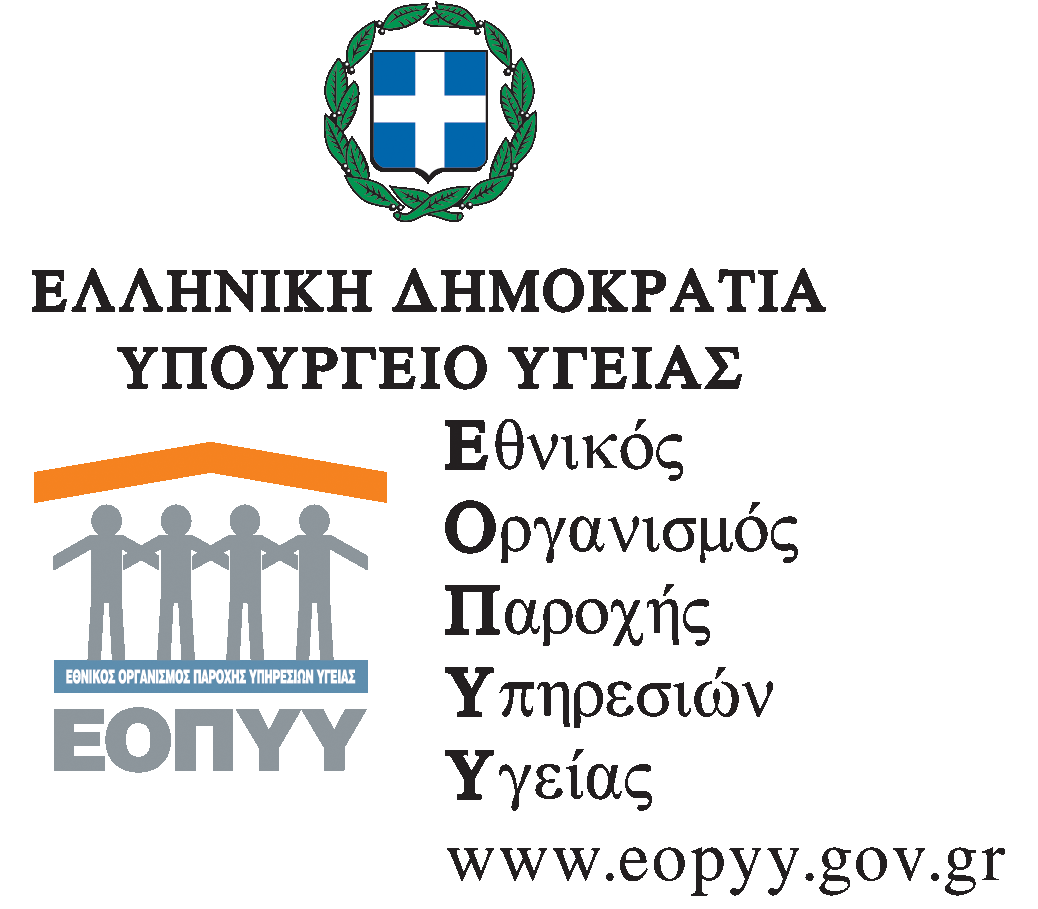 ΕΛΛΗΝΙΚΗ ΔΗΜΟΚΡΑΤΙΑ
ΥΠΟΥΡΓΕΙΟ ΥΓΕΙΑΣ
ΕΘΝΙΚΟΣ ΟΡΓΑΝΙΣΜΟΣ ΠΑΡΟΧΗΣ ΥΠΗΡΕΣΙΩΝ ΥΓΕΙΑΣ
ΕΟΠΥΥ
Εθνικός
Οργανισμός
Παροχής
Υπηρεσιών
Υγείας
www.eopyy.gov.gr